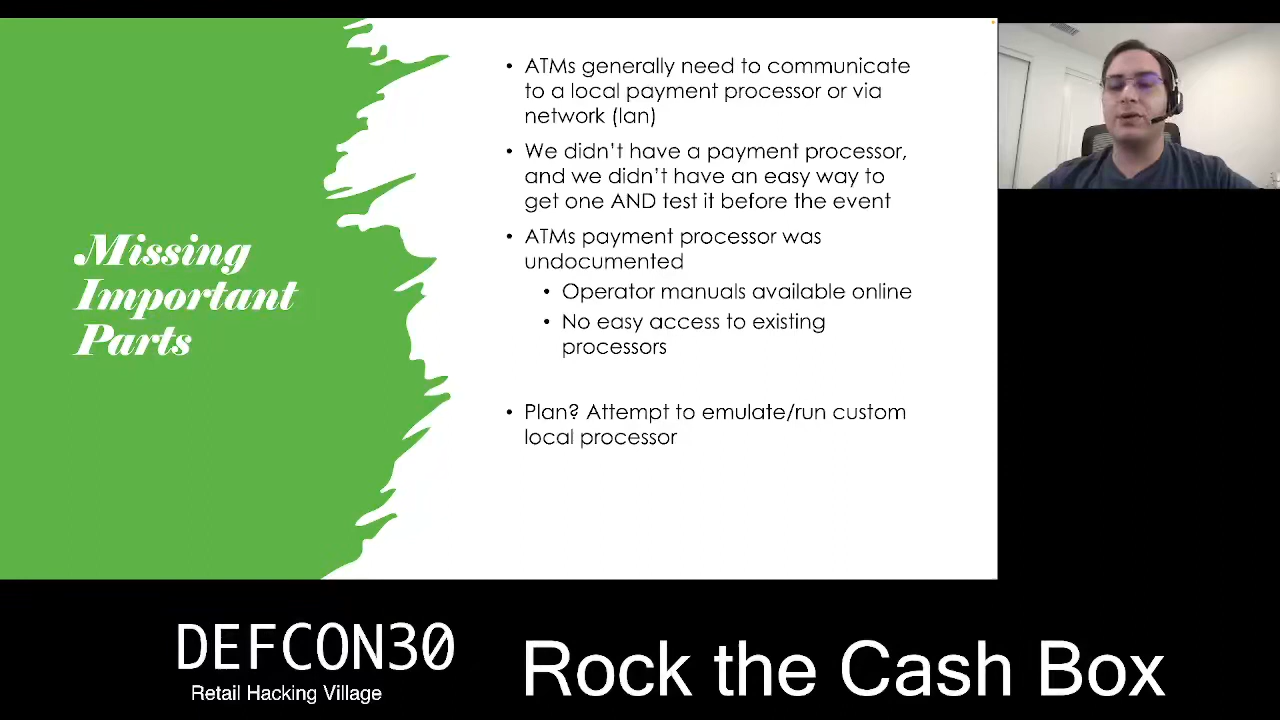 Missing
Important
Parts
• ATMs generally need to communicate
to a local payment processor or via
network (lan)
• We didn't have a payment processor,
and we didn't have an easy way to
get one AND test it before the event
• ATMs payment processor was
undocumented
• Operator manuals available online
• No easy access to existing
processors
• Plan? Attempt to emulate/run custom
local processor
DEFCON30
Retail Hacking Village
Rock the Cash Box